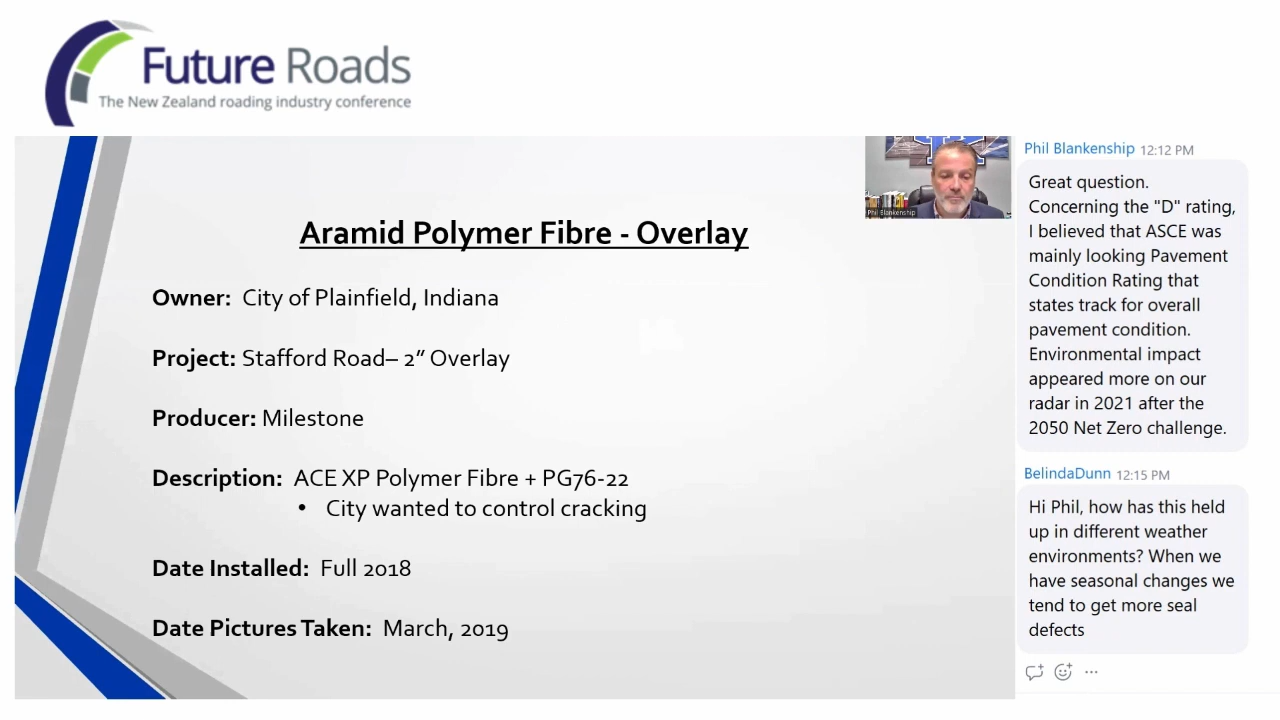 Future Roads
The New Zealand roading industry conference
Aramid Polymer Fibre - Overlay
Owner: City of Plainfield, Indiana
Project: Stafford Road– 2” Overlay
Producer: Milestone
Description: ACE XP Polymer Fibre + PG76-22
• City wanted to control cracking
Date Installed: Full 2018
Date Pictures Taken: March, 2019
Phil Blankenship
Phil Blankenship 12:12 PM
Great question.
Concerning the "D" rating,
I believed that ASCE was
mainly looking Pavement
Condition Rating that
states track for overall
pavement condition.
Environmental impact
appeared more on our
radar in 2021 after the
2050 Net Zero challenge.
BelindaDunn 12:15 PM
Hi Phil, how has this held
up in different weather
environments? When we
have seasonal changes we
tend to get more seal
defects